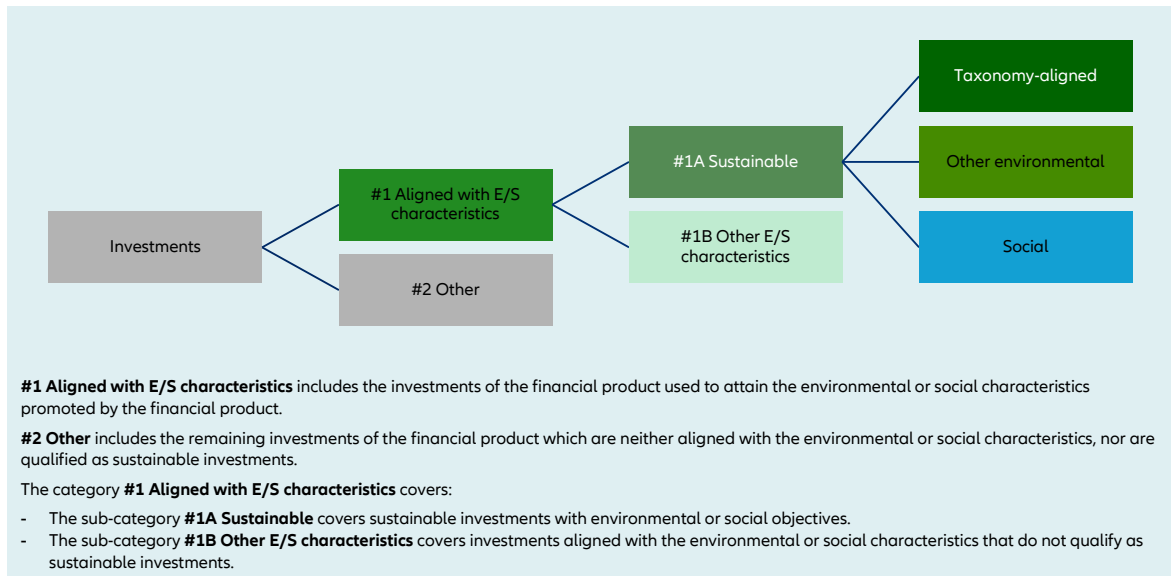 Taxonomy-aligned
#1A Sustainable
Other environmental
#1 Aligned with E/S
characteristics
Investments
#1B Other E/S
characteristics
Social
#2 Other
#1 Aligned with E/S characteristics includes the investments of the financial product used to attain the environmental or social characteristics
promoted by the financial product.
#2 Other includes the remaining investments of the financial product which are neither aligned with the environmental or social characteristics, nor are
qualified as sustainable investments.
The category #1 Aligned with E/S characteristics covers:
- The sub-category #1A Sustainable covers sustainable investments with environmental or social objectives.
- The sub-category #1B Other E/S characteristics covers investments aligned with the environmental or social characteristics that do not qualify as
sustainable investments.